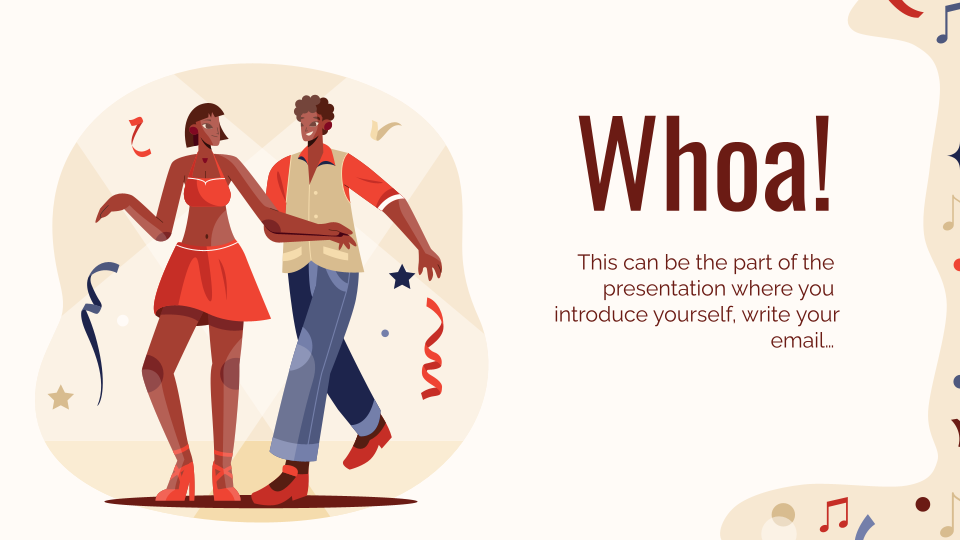 Whoa!
This can be the part of the
presentation where you
introduce yourself, write your
email…